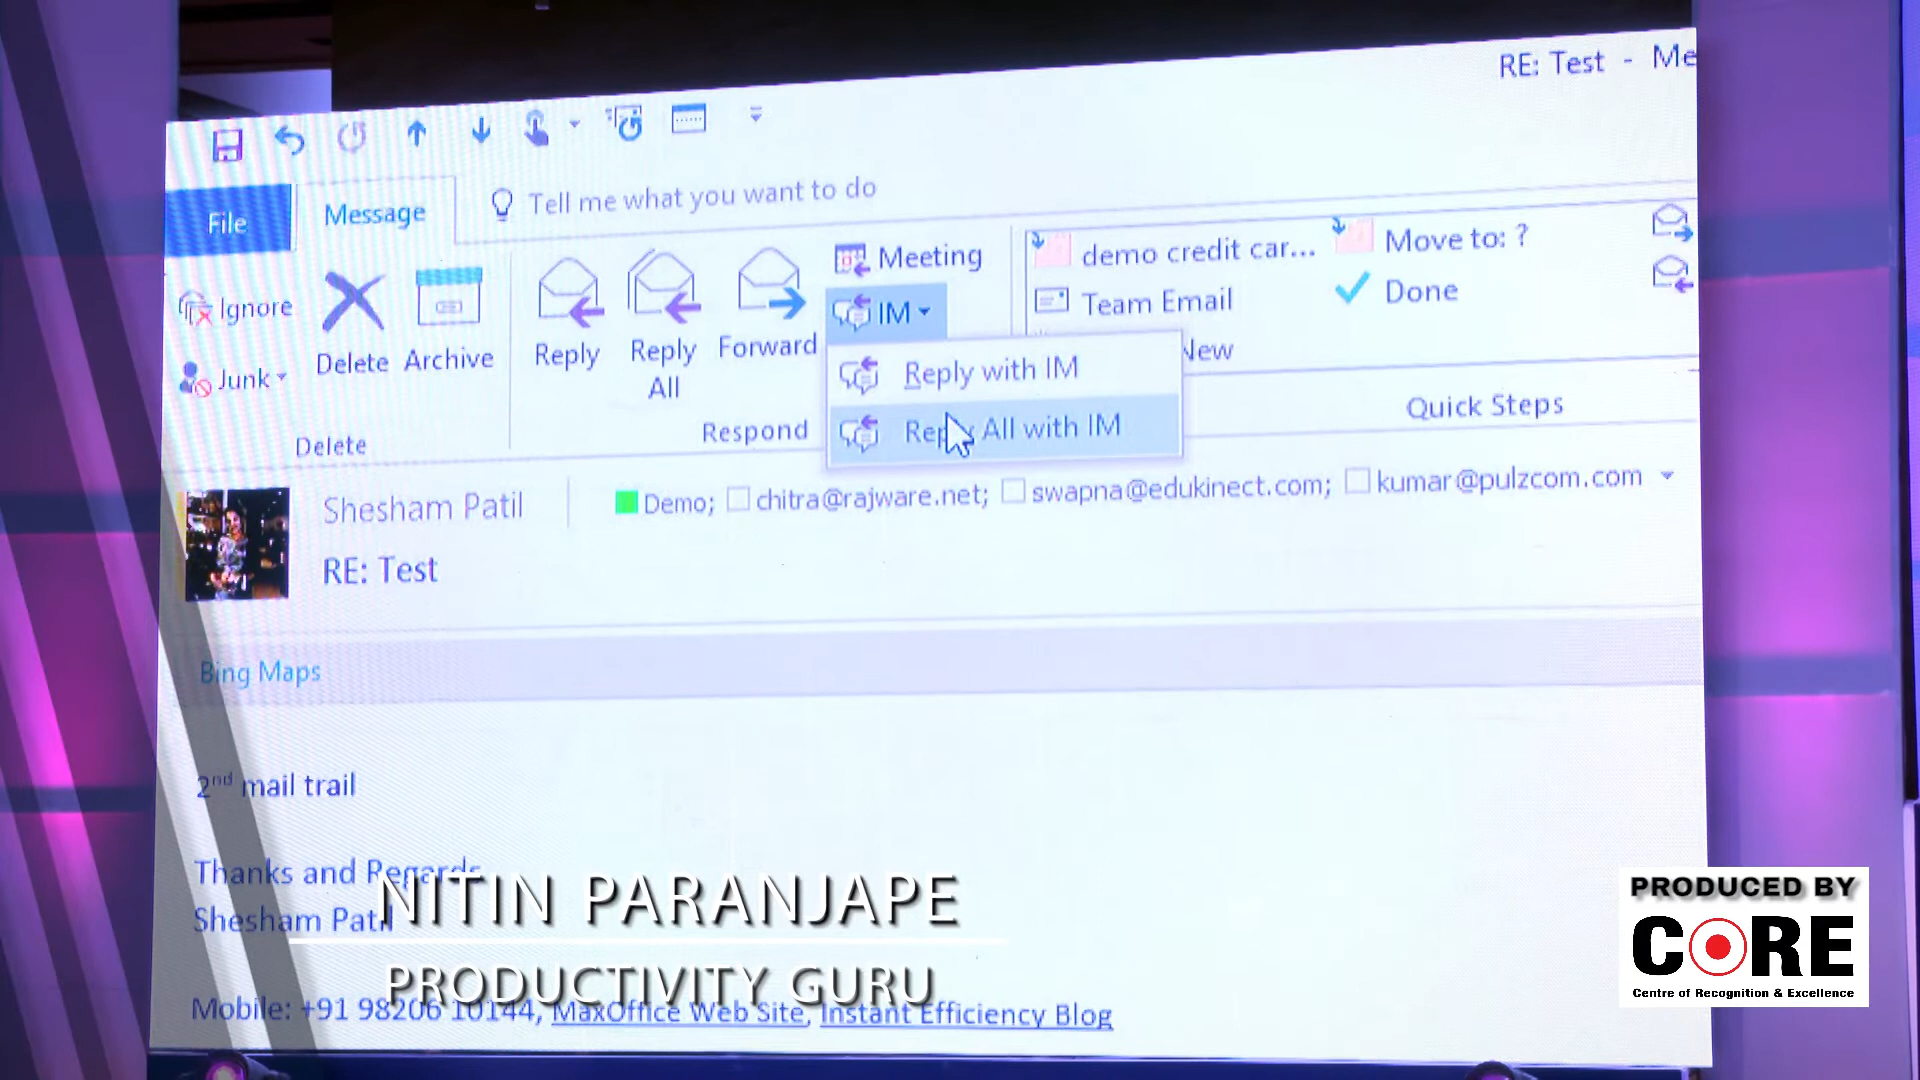 RE: Test - Me
File
Message
Tell me what you want to do
Ignore
Junk
Delete
Archive
Delete
Reply
Reply All
Forward
Meeting
IM
Respond
Reply with IM
All with IM
demo credit car...
Team Email
New
Move to: ?
Done
Quick Steps
Shesham Patil
Demo; chitra@rajware.net; swapna@edukinect.com; kumar@pulzcom.com
RE: Test
Bing Maps
2nd mail trail
Thanks and Regards
Shesham Patil
Mobile: +91 98206 10144, MaxOffice Web Site, Instant Efficiency Blog
NITIN PARANJAPE
PRODUCTIVITY GURU
PRODUCED BY
CORE
Centre of Recognition & Excellence